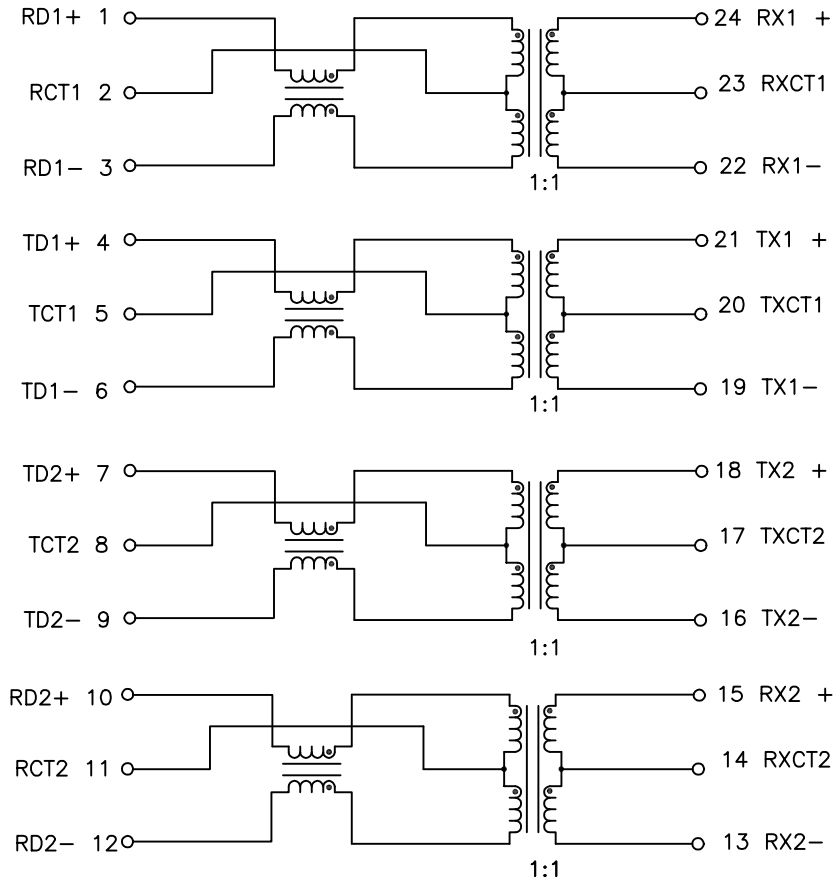 RD1+ 1
24 RX1 +
RCT1 2
23 RXCT1
RD1− 3
22 RX1−
1:1
TD1+ 4
21 TX1 +
TCT1 5
20 TXCT1
TD1− 6
19 TX1−
1:1
TD2+ 7
18 TX2 +
TCT2 8
17 TXCT2
TD2− 9
16 TX2−
1:1
RD2+ 10
15 RX2 +
RCT2 11
14 RXCT2
RD2− 12
13 RX2−
1:1